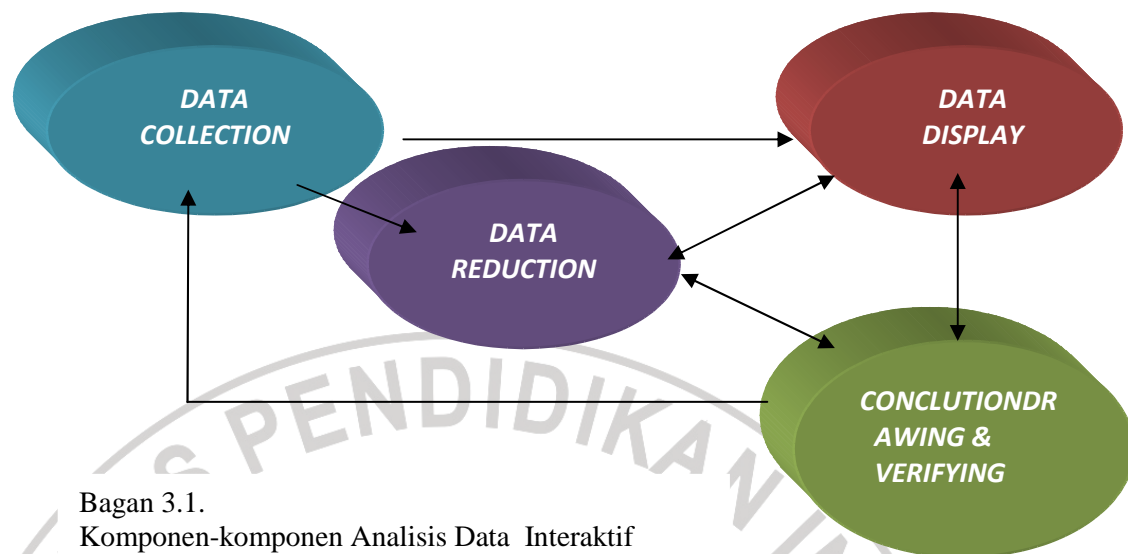 DATA
COLLECTION
DATA
DISPLAY
DATA
REDUCTION
CONCLUTIONDR
AWING &
VERIFYING
S PENDIDIKAN
Bagan 3.1.
Komponen-komponen Analisis Data Interaktif